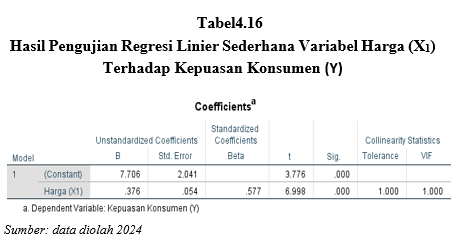 Tabel4.16
Hasil Pengujian Regresi Linier Sederhana Variabel Harga (X1)
Terhadap Kepuasan Konsumen (Y)
Coefficientsa
Unstandardized Coefficients Standardized Coefficients Collinearity Statistics
Model B Std. Error Beta t Sig. Tolerance VIF
1 (Constant) 7.706 2.041 3.776 .000
Harga (X1) .376 .054 .577 6.998 .000 1.000 1.000
a. Dependent Variable: Kepuasan Konsumen (Y)
Sumber: data diolah 2024